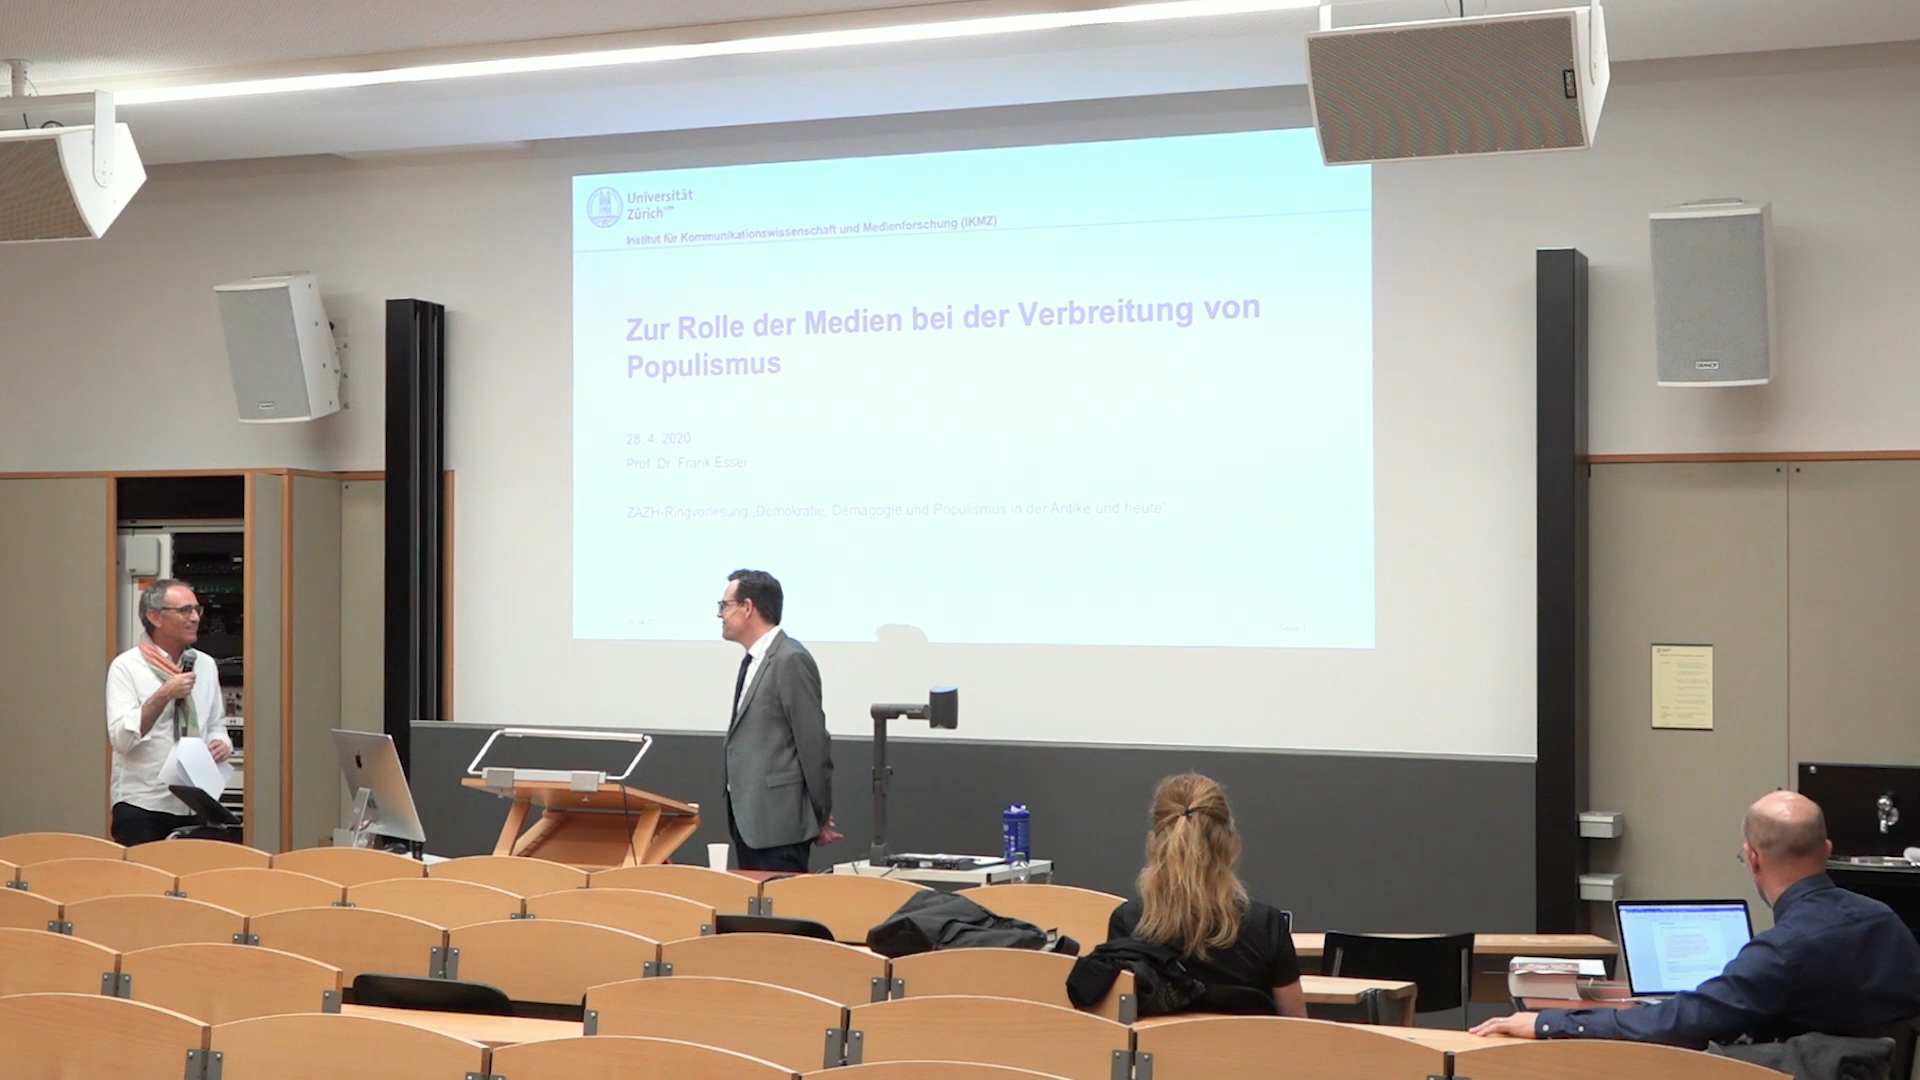 Universität
Zürich
Institut für Kommunikationswissenschaft und Medienforschung (IKMZ)
Zur Rolle der Medien bei der Verbreitung von
Populismus
28. 4. 2020
Prof. Dr. Frank Esser
ZAZH-Ringvorlesung „Demokratie, Demagogie und Populismus in der Antike und heute“